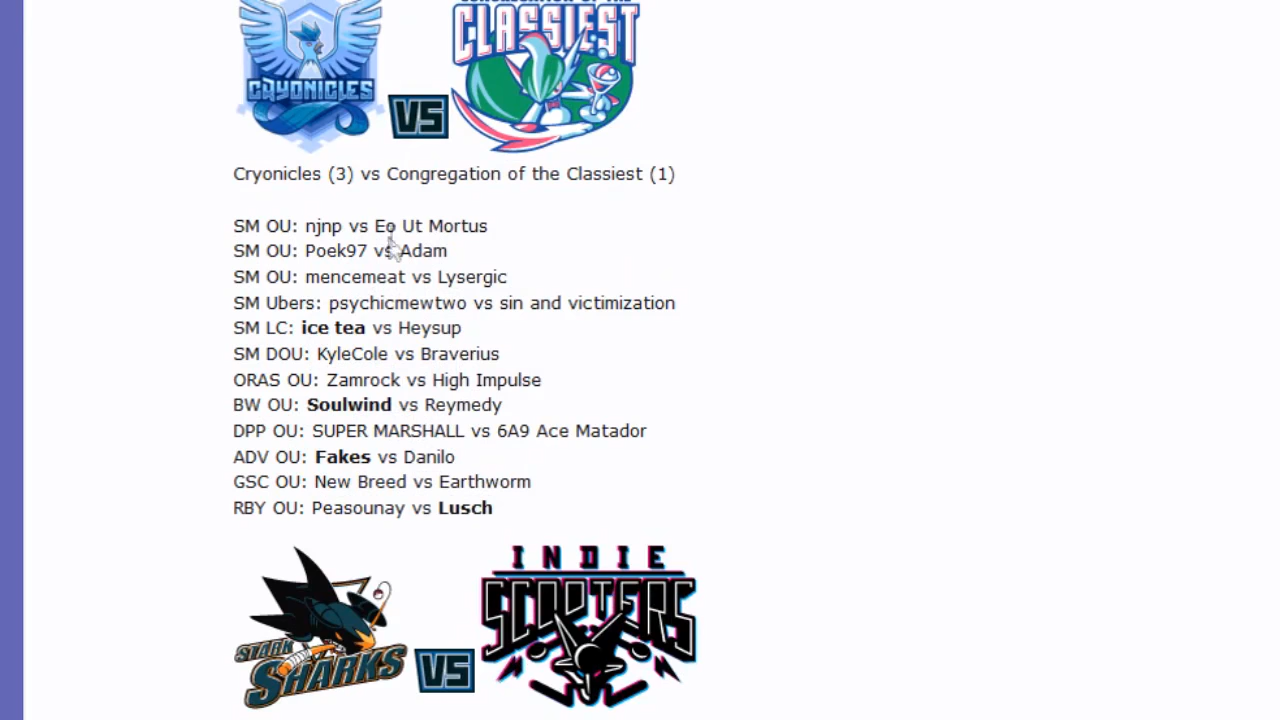 CONGREGATION OF THE
CLASSIEST
CRYONICLES
VS
Cryonicles (3) vs Congregation of the Classiest (1)
SM OU: njnp vs Eo Ut Mortus
SM OU: Poek97 vs Adam
SM OU: mencemeat vs Lysergic
SM Ubers: psychicmewtwo vs sin and victimization
SM LC: ice tea vs Heysup
SM DOU: KyleCole vs Braverius
ORAS OU: Zamrock vs High Impulse
BW OU: Soulwind vs Reymedy
DPP OU: SUPER MARSHALL vs 6A9 Ace Matador
ADV OU: Fakes vs Danilo
GSC OU: New Breed vs Earthworm
RBY OU: Peasounay vs Lusch
INDIE
SCOOTERS
STARK
SHARKS
VS